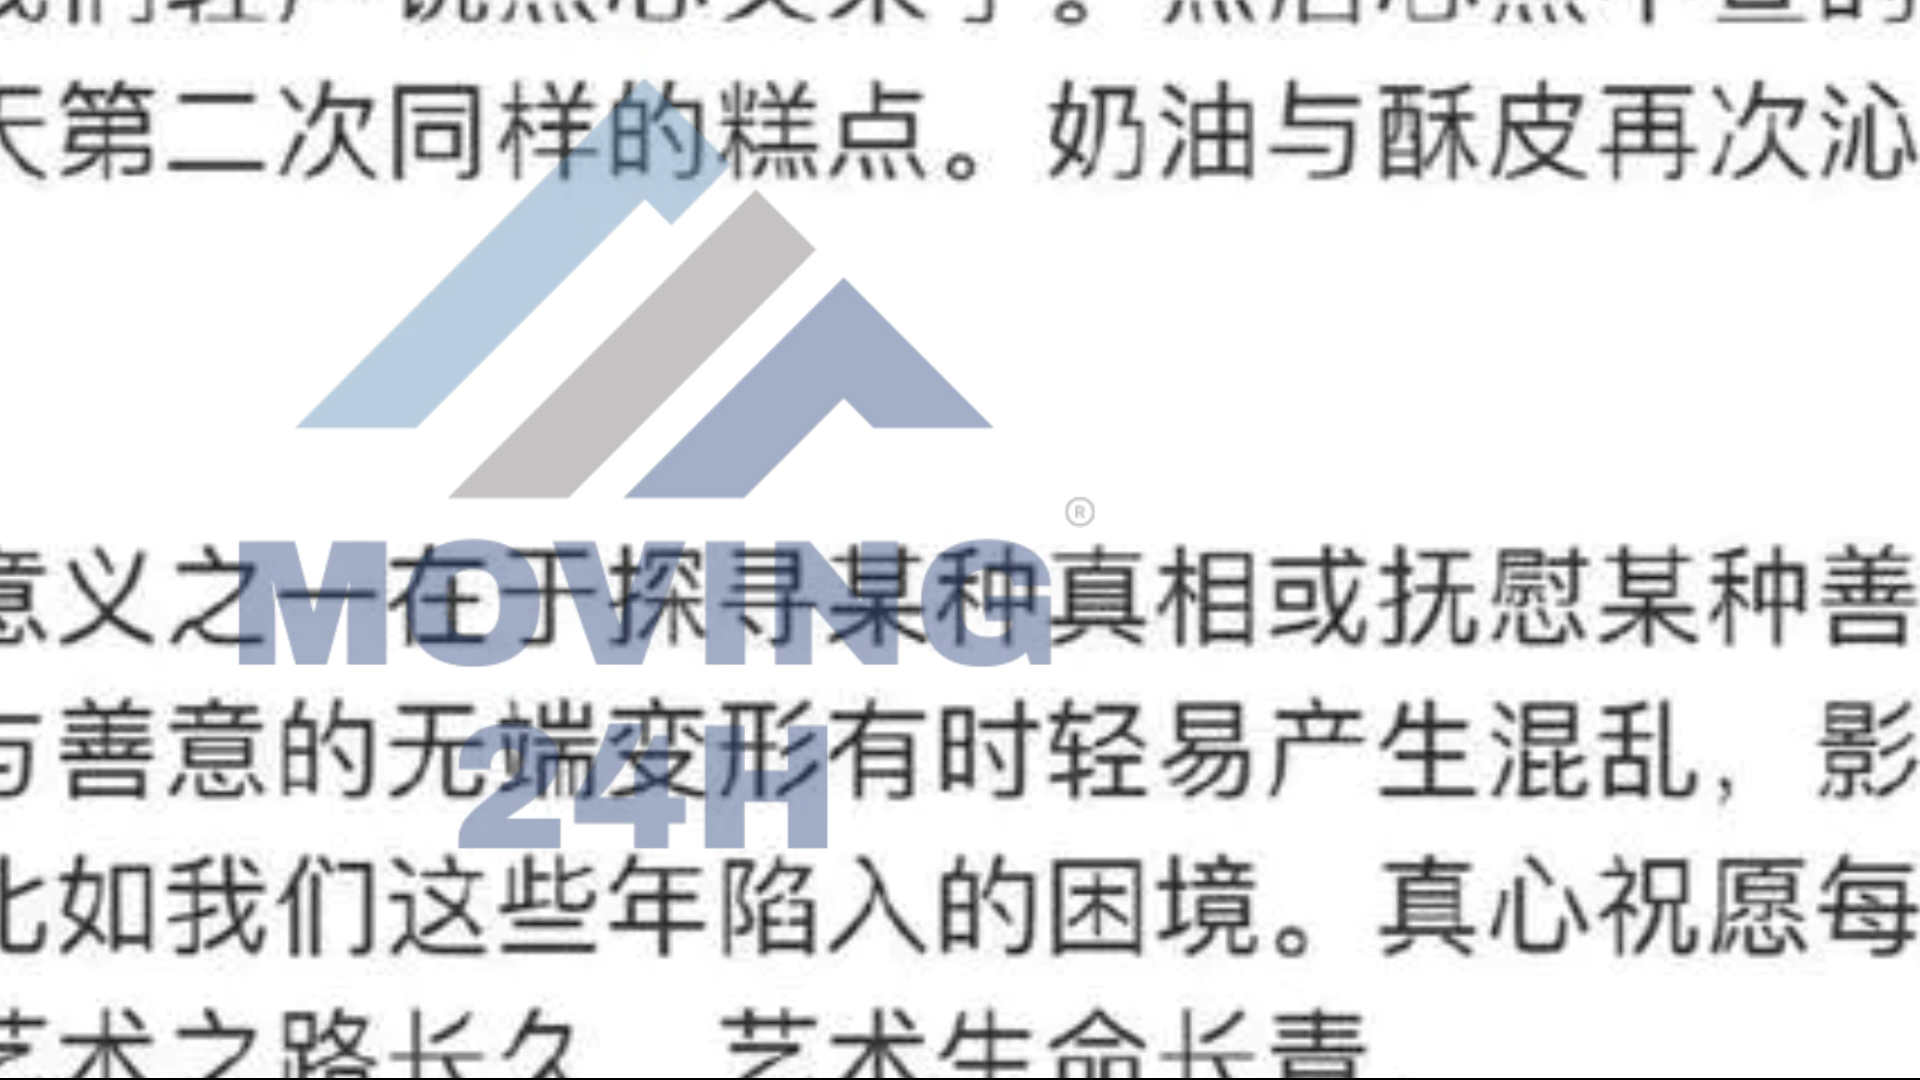 天第二次同样的糕点。奶油与酥皮再次沁
意义之一在于探寻某种真相或抚慰某种善
与善意的无端变形有时轻易产生混乱，影
比如我们这些年陷入的困境。真心祝愿每
艺术之路长久 艺术生命长青
®
MOVING
24H